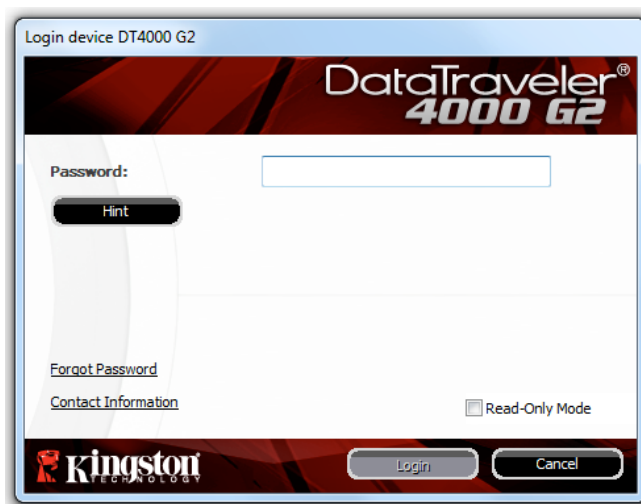 Login device DT4000 G2
DataTraveler®
4000 G2
Password:
Hint
Forgot Password
Contact Information
Read-Only Mode
Kingston
TECHNOLOGY
Login
Cancel